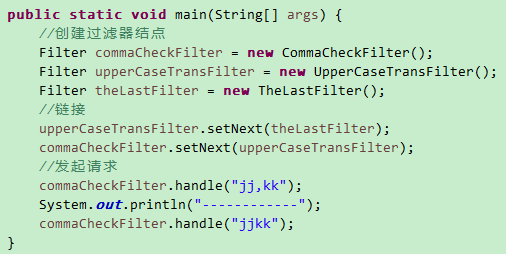 public static void main(String[] args) {
    //创建过滤器结点
    Filter commaCheckFilter = new CommaCheckFilter();
    Filter upperCaseTransFilter = new UpperCaseTransFilter();
    Filter theLastFilter = new TheLastFilter();
    //链接
    upperCaseTransFilter.setNext(theLastFilter);
    commaCheckFilter.setNext(upperCaseTransFilter);
    //发起请求
    commaCheckFilter.handle("jj,kk");
    System.out.println("------------");
    commaCheckFilter.handle("jjkk");
}